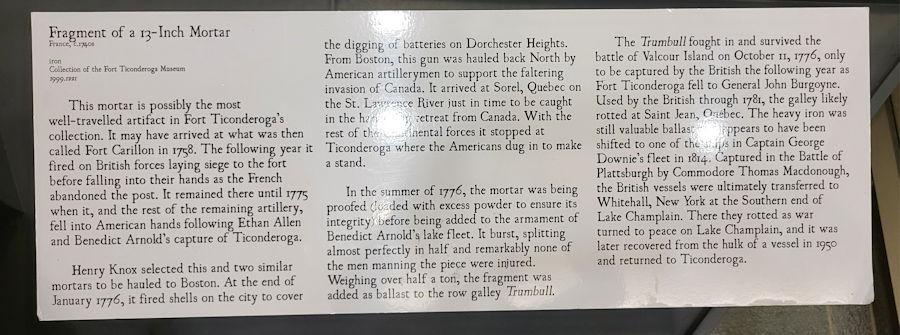 Fragment of a 13-Inch Mortar
France, c.1740s
iron
Collection of the Fort Ticonderoga Museum
1999.1221
This mortar is possibly the most
well-travelled artifact in Fort Ticonderoga's
collection. It may have arrived at what was then
called Fort Carillon in 1758. The following year it
fired on British forces laying siege to the fort
before falling into their hands as the French
abandoned the post. It remained there until 1775
when it, and the rest of the remaining artillery,
fell into American hands following Ethan Allen
and Benedict Arnold's capture of Ticonderoga.
Henry Knox selected this and two similar
mortars to be hauled to Boston. At the end of
January 1776, it fired shells on the city to cover
the digging of batteries on Dorchester Heights.
From Boston, this gun was hauled back North by
American artillerymen to support the faltering
invasion of Canada. It arrived at Sorel, Quebec on
the St. Lawrence River just in time to be caught
in the retreat from Canada. With the
rest of the forces it stopped at
Ticonderoga where the Americans dug in to make
a stand.
In the summer of 1776, the mortar was being
proofed (loaded with excess powder to ensure its
integrity) before being added to the armament of
Benedict Arnold's lake fleet. It burst, splitting
almost perfectly in half and remarkably none of
the men manning the piece were injured.
Weighing over half a ton, the fragment was
added as ballast to the row galley Trumbull.
The Trumbull fought in and survived the
battle of Valcour Island on October 11, 1776, only
to be captured by the British the following year as
Fort Ticonderoga fell to General John Burgoyne.
Used by the British through 1781, the galley likely
rotted at Saint Jean, Quebec. The heavy iron was
still valuable ballast appears to have been
shifted to one of the ships in Captain George
Downie's fleet in 1814. Captured in the Battle of
Plattsburgh by Commodore Thomas Macdonough,
the British vessels were ultimately transferred to
Whitehall, New York at the Southern end of
Lake Champlain. There they rotted as war
turned to peace on Lake Champlain, and it was
later recovered from the hulk of a vessel in 1950
and returned to Ticonderoga.